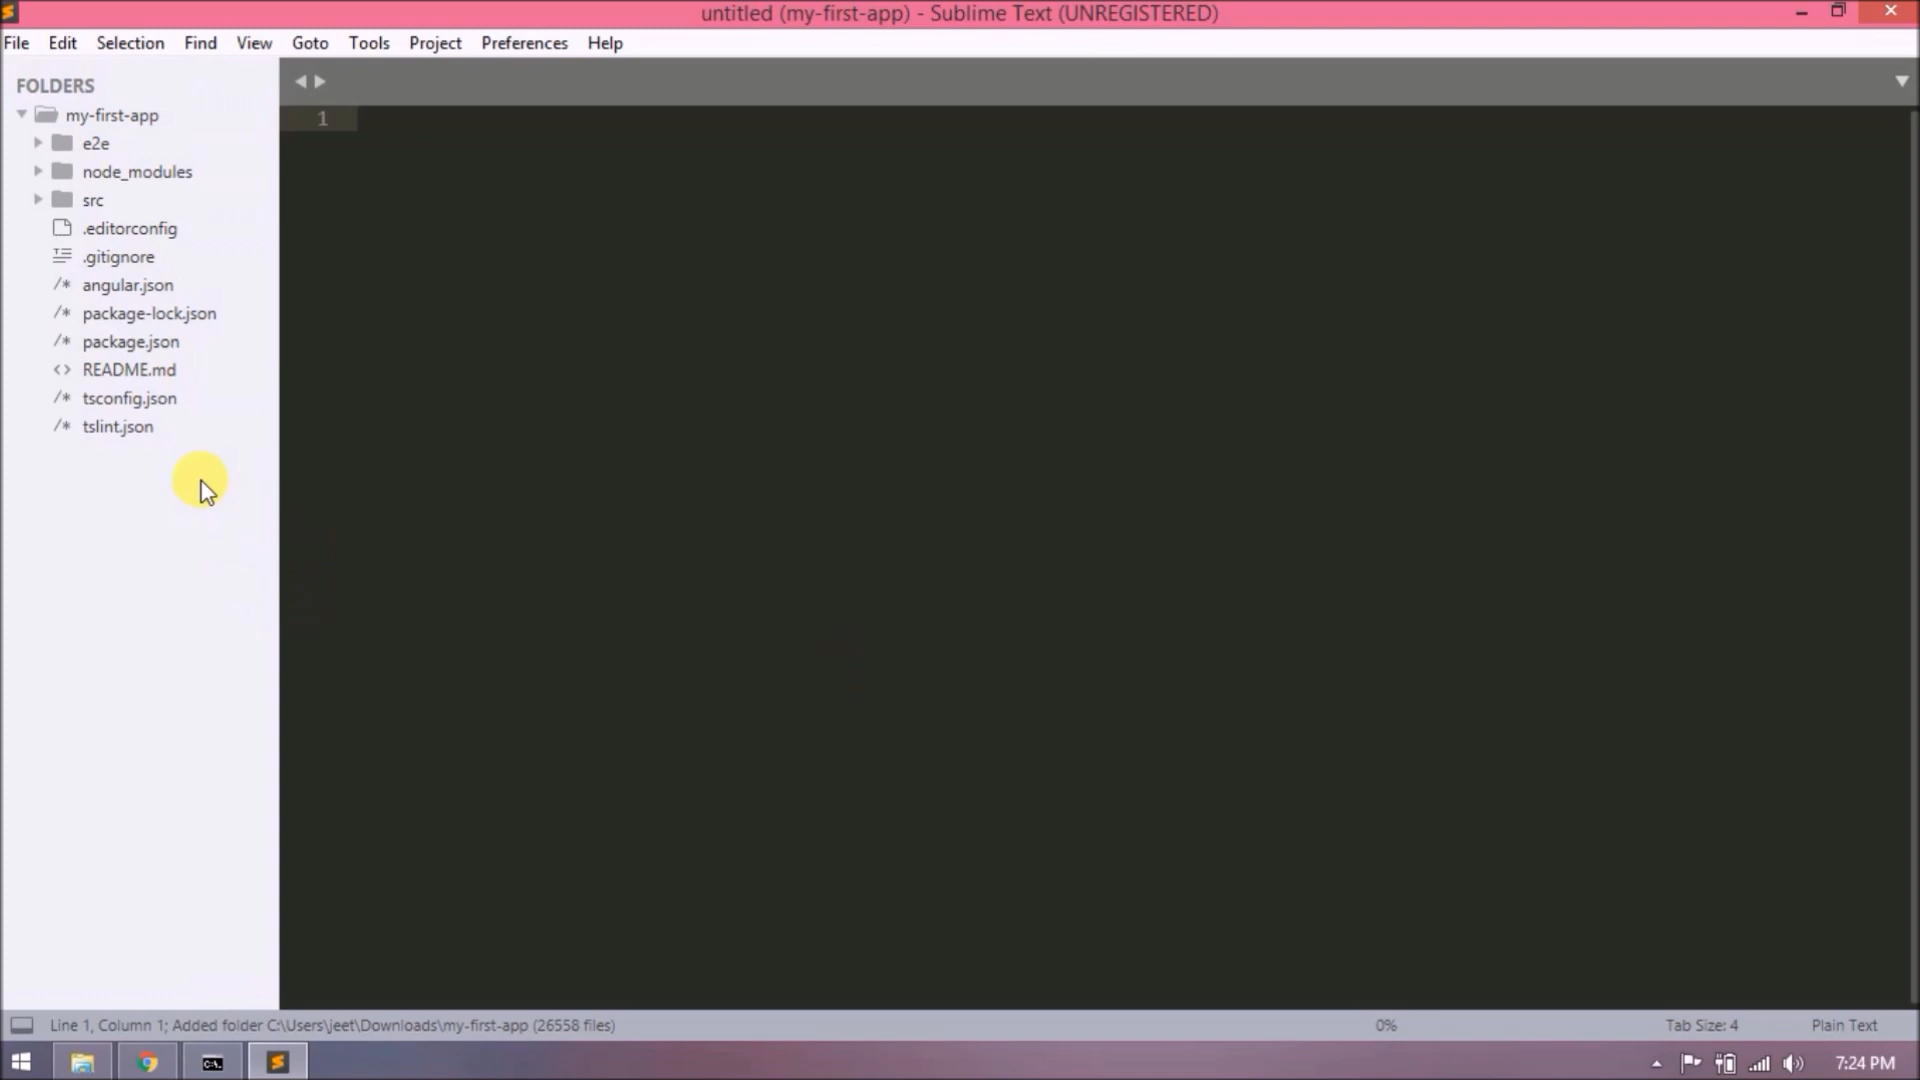 untitled (my-first-app) - Sublime Text (UNREGISTERED)
File Edit Selection Find View Goto Tools Project Preferences Help
FOLDERS
my-first-app
e2e
node_modules
src
.editorconfig
.gitignore
/* angular.json
/* package-lock.json
/* package.json
<> README.md
/* tsconfig.json
/* tslint.json
1
Line 1, Column 1; Added folder C:\Users\jeet\Downloads\my-first-app (26558 files) 0% Tab Size: 4 Plain Text
7:24 PM